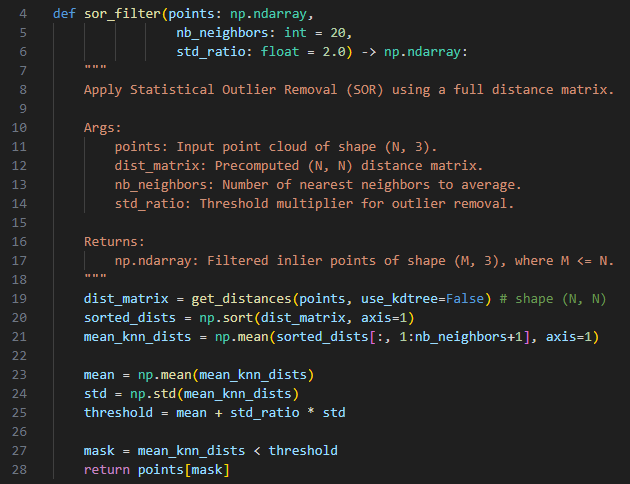 4 def sor_filter(points: np.ndarray,
5 nb_neighbors: int = 20,
6 std_ratio: float = 2.0) -> np.ndarray:
7 """
8 Apply Statistical Outlier Removal (SOR) using a full distance matrix.
9
10 Args:
11 points: Input point cloud of shape (N, 3).
12 dist_matrix: Precomputed (N, N) distance matrix.
13 nb_neighbors: Number of nearest neighbors to average.
14 std_ratio: Threshold multiplier for outlier removal.
15
16 Returns:
17 np.ndarray: Filtered inlier points of shape (M, 3), where M <= N.
18 """
19 dist_matrix = get_distances(points, use_kdtree=False) # shape (N, N)
20 sorted_dists = np.sort(dist_matrix, axis=1)
21 mean_knn_dists = np.mean(sorted_dists[:, 1:nb_neighbors+1], axis=1)
22
23 mean = np.mean(mean_knn_dists)
24 std = np.std(mean_knn_dists)
25 threshold = mean + std_ratio * std
26
27 mask = mean_knn_dists < threshold
28 return points[mask]